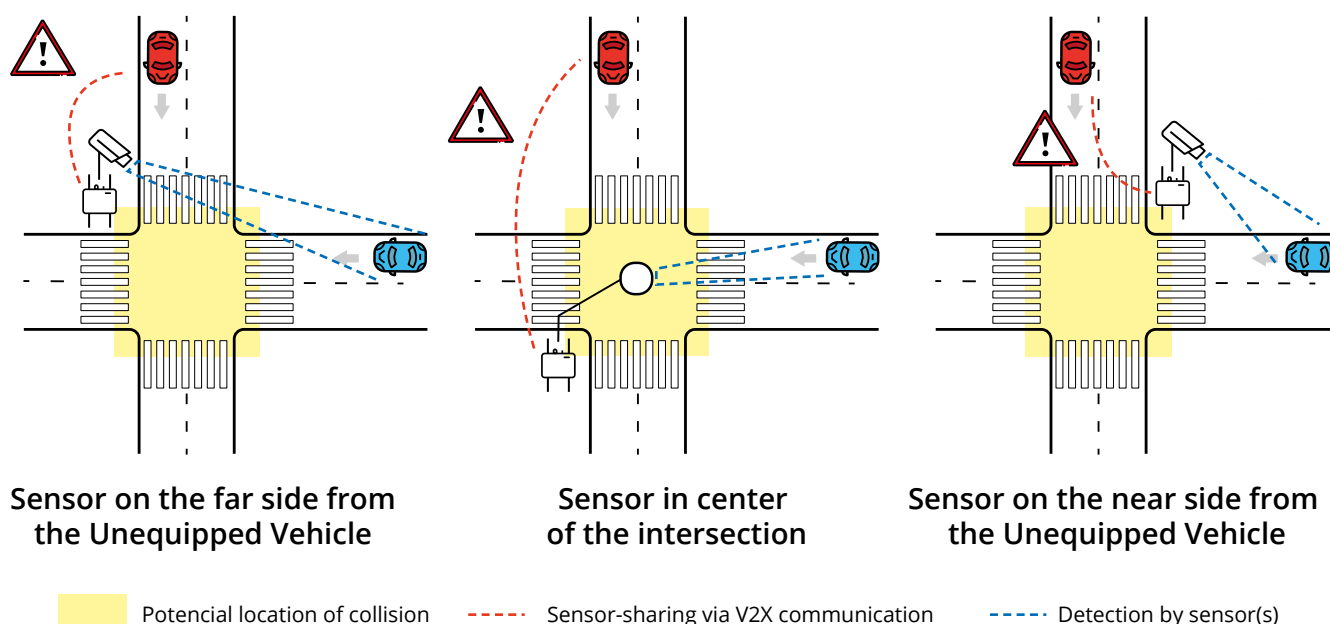 !
!
!
Sensor on the far side from
the Unequipped Vehicle
Sensor in center
of the intersection
Sensor on the near side from
the Unequipped Vehicle
Potencial location of collision
Sensor-sharing via V2X communication
Detection by sensor(s)